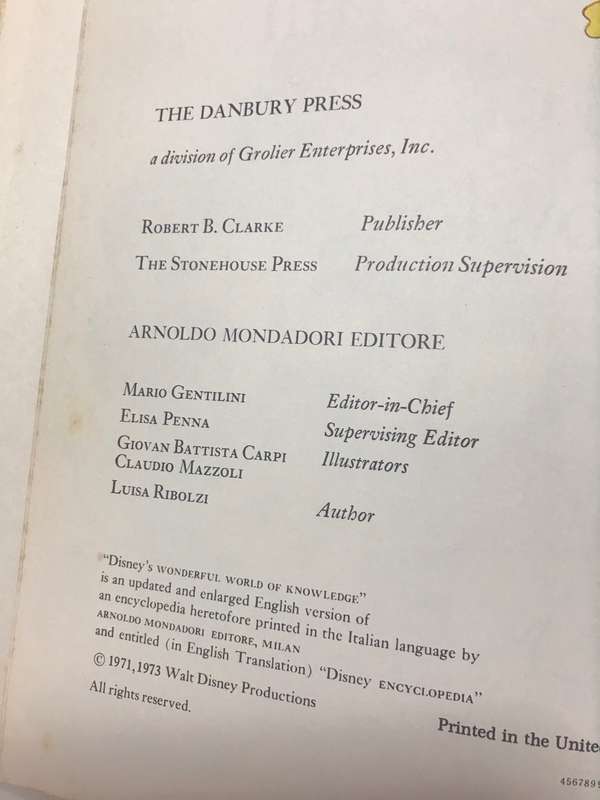 THE DANBURY PRESS
a division of Grolier Enterprises, Inc.
ROBERT B. CLARKE Publisher
THE STONEHOUSE PRESS Production Supervision
ARNOLDO MONDADORI EDITORE
MARIO GENTILINI Editor-in-Chief
ELISA PENNA Supervising Editor
GIOVAN BATTISTA CARPI Illustrators
CLAUDIO MAZZOLI
LUISA RIBOLZI Author
"Disney's WONDERFUL WORLD OF KNOWLEDGE"
is an updated and enlarged English version of
an encyclopedia heretofore printed in the Italian language by
ARNOLDO MONDADORI EDITORE, MILAN
and entitled (in English Translation) "Disney ENCYCLOPEDIA"
© 1971, 1973 Walt Disney Productions
All rights reserved.
Printed in the Unite
4567899